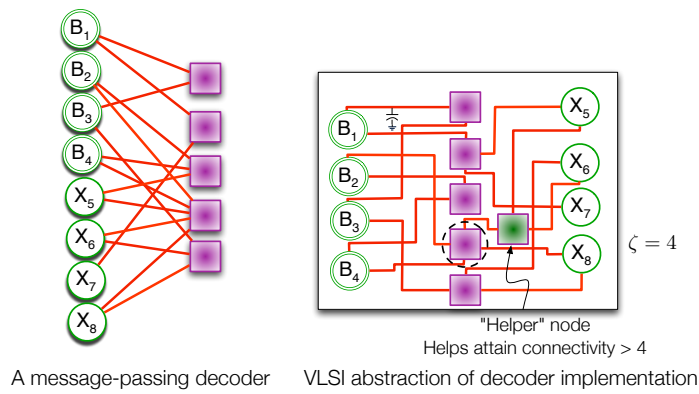 B1
B2
B3
B4
X5
X6
X7
X8
A message-passing decoder
B1
B2
B3
B4
X5
X6
X7
X8
ζ = 4
"Helper" node
Helps attain connectivity > 4
VLSI abstraction of decoder implementation